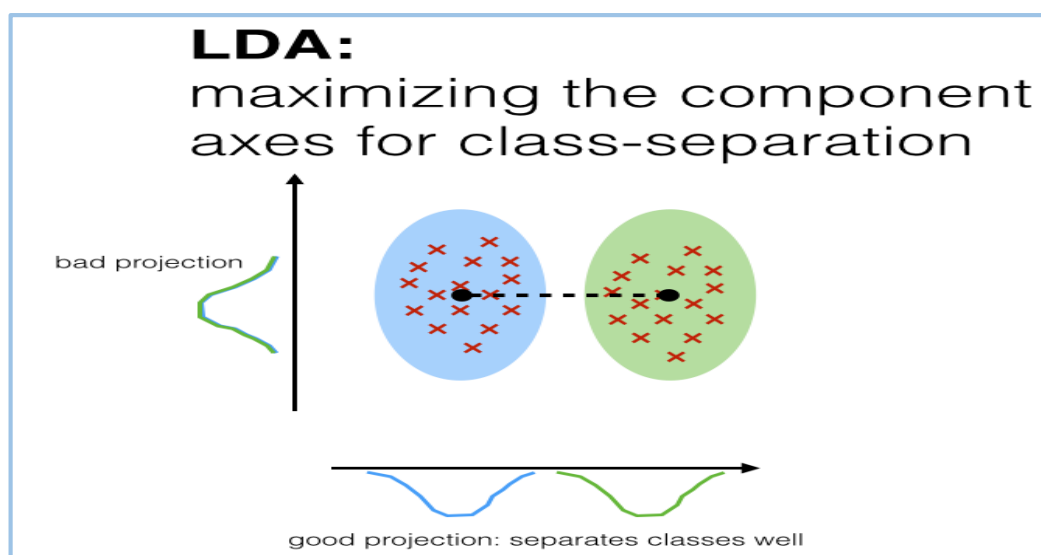 LDA:
maximizing the component
axes for class-separation
bad projection
good projection: separates classes well